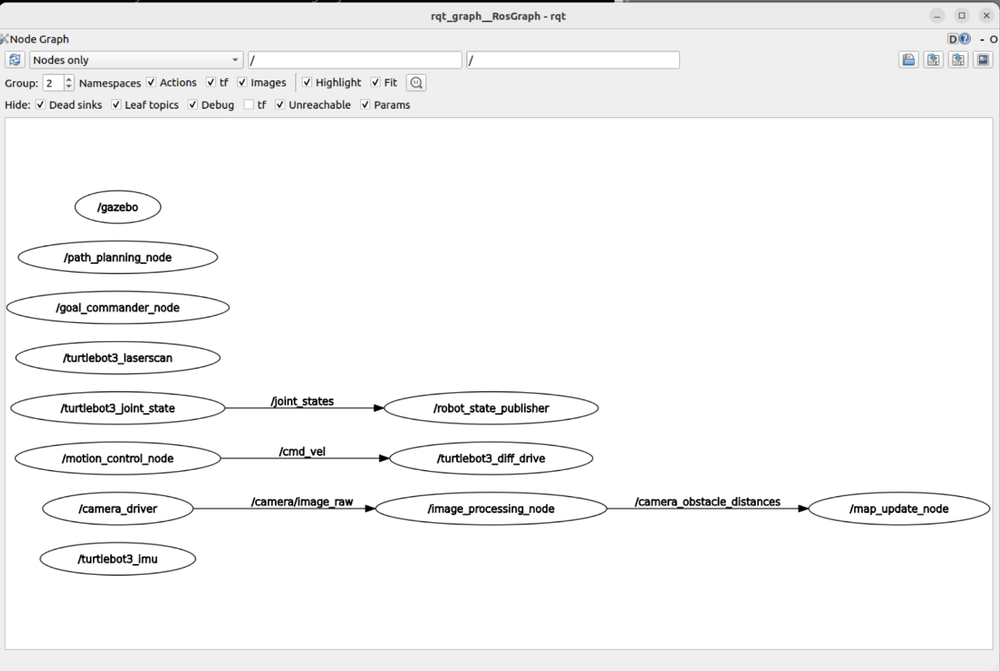 rqt_graph__RosGraph - rqt
Node Graph
D ? - O
Nodes only / /
Group: 2 Namespaces Actions tf Images Highlight Fit
Hide: Dead sinks Leaf topics Debug tf Unreachable Params
/gazebo
/path_planning_node
/goal_commander_node
/turtlebot3_laserscan
/turtlebot3_joint_state /joint_states /robot_state_publisher
/motion_control_node /cmd_vel /turtlebot3_diff_drive
/camera_driver /camera/image_raw /image_processing_node /camera_obstacle_distances /map_update_node
/turtlebot3_imu